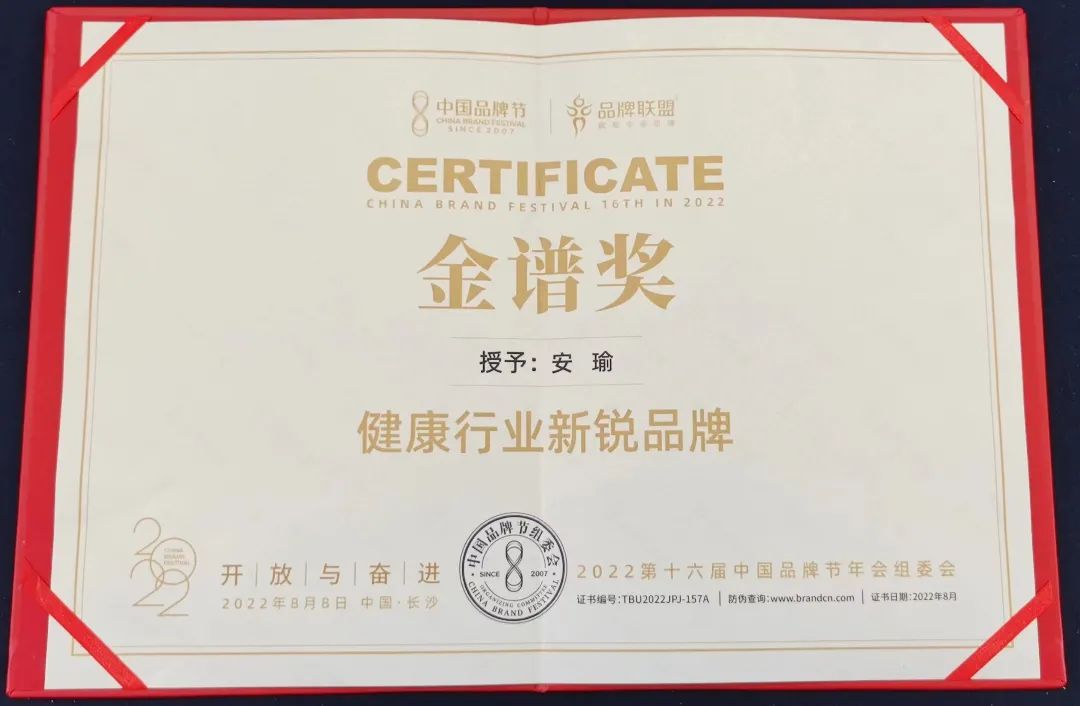 中国品牌节
CHINA BRAND FESTIVAL
SINCE 2007
品牌联盟
CERTIFICATE
CHINA BRAND FESTIVAL 16TH IN 2022
金谱奖
授予：安 瑜
健康行业新锐品牌
2022
CHINA
BRAND
FESTIVAL
开｜放｜与｜奋｜进
2022年8月8日 中国·长沙
中国品牌节组委会
SINCE 2007
ORGANIZING COMMITTEE
CHINA BRAND FESTIVAL
2022第十六届中国品牌节年会组委会
证书编号：TBU2022JPJ-157A｜防伪查询：www.brandcn.com｜证书日期：2022年8月